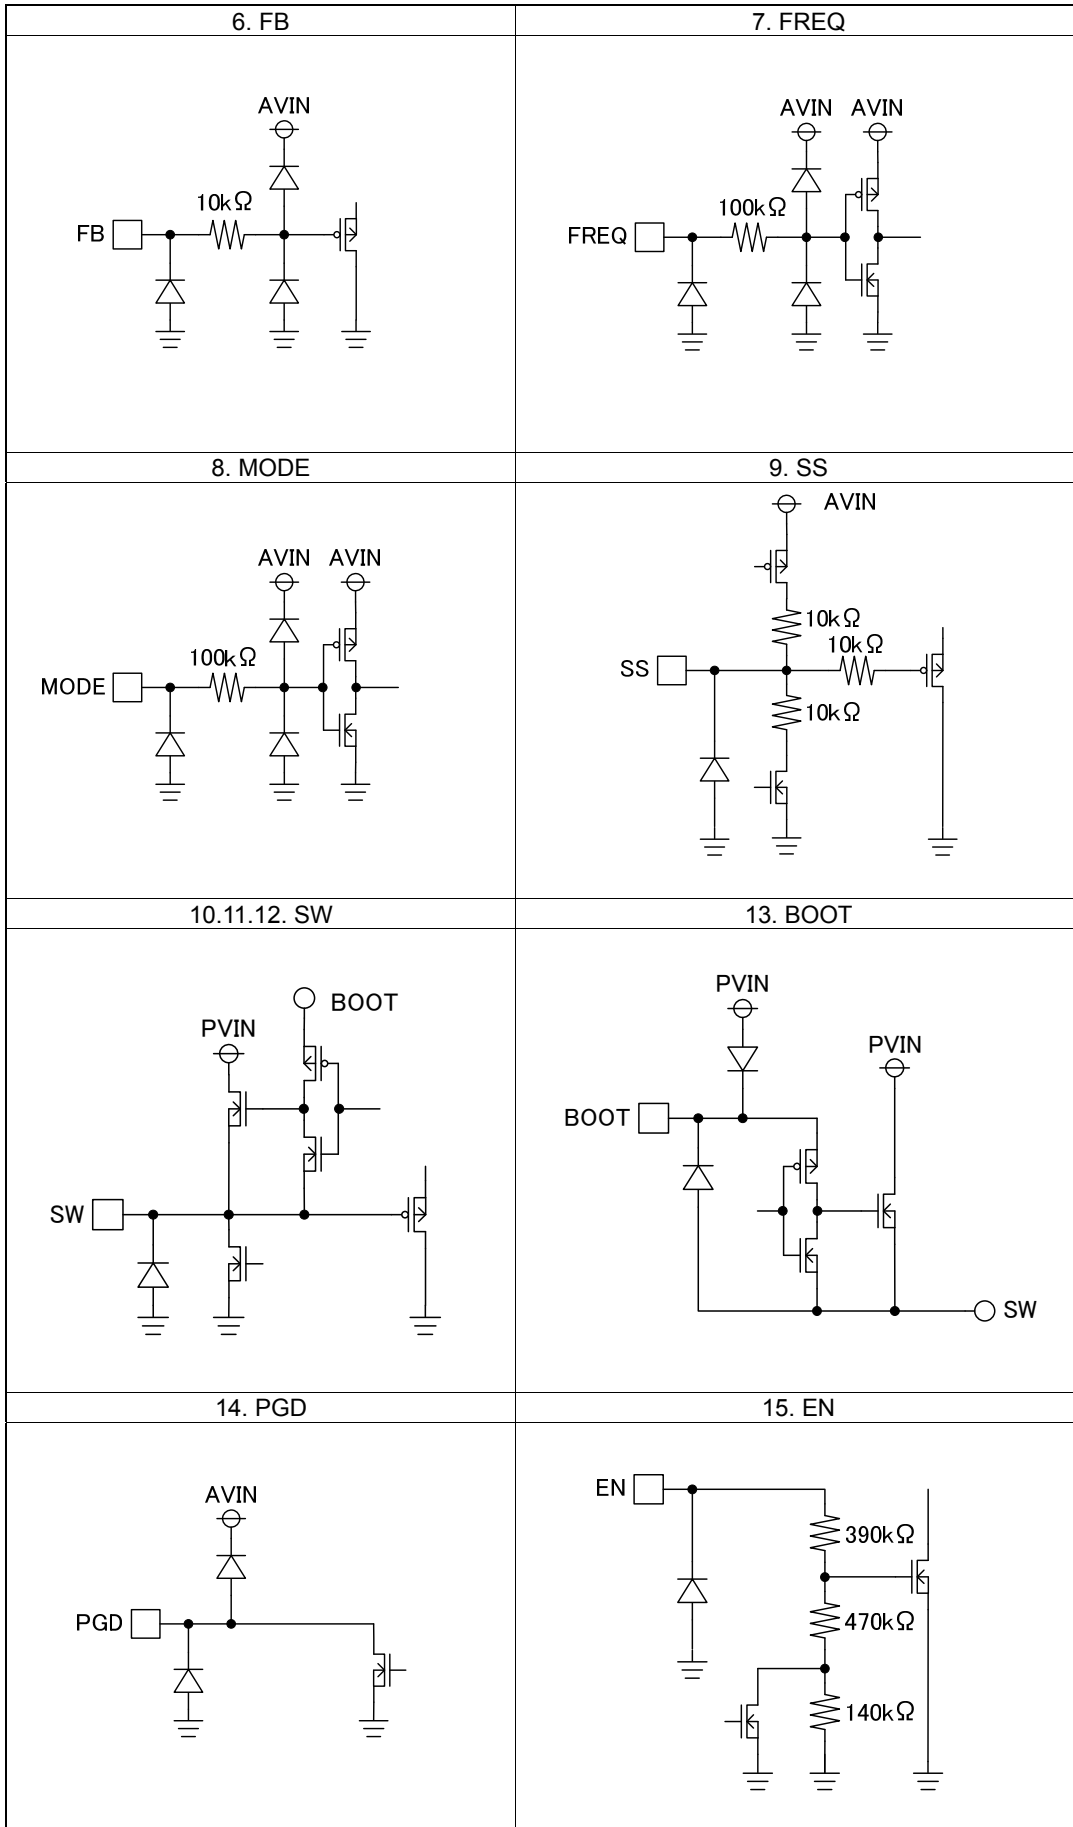 6. FB
7. FREQ
AVIN
10kΩ
FB
AVIN AVIN
100kΩ
FREQ
8. MODE
9. SS
AVIN AVIN
100kΩ
MODE
AVIN
10kΩ
10kΩ
SS
10kΩ
10.11.12. SW
13. BOOT
BOOT
PVIN
SW
PVIN
PVIN
BOOT
SW
14. PGD
15. EN
AVIN
PGD
EN
390kΩ
470kΩ
140kΩ